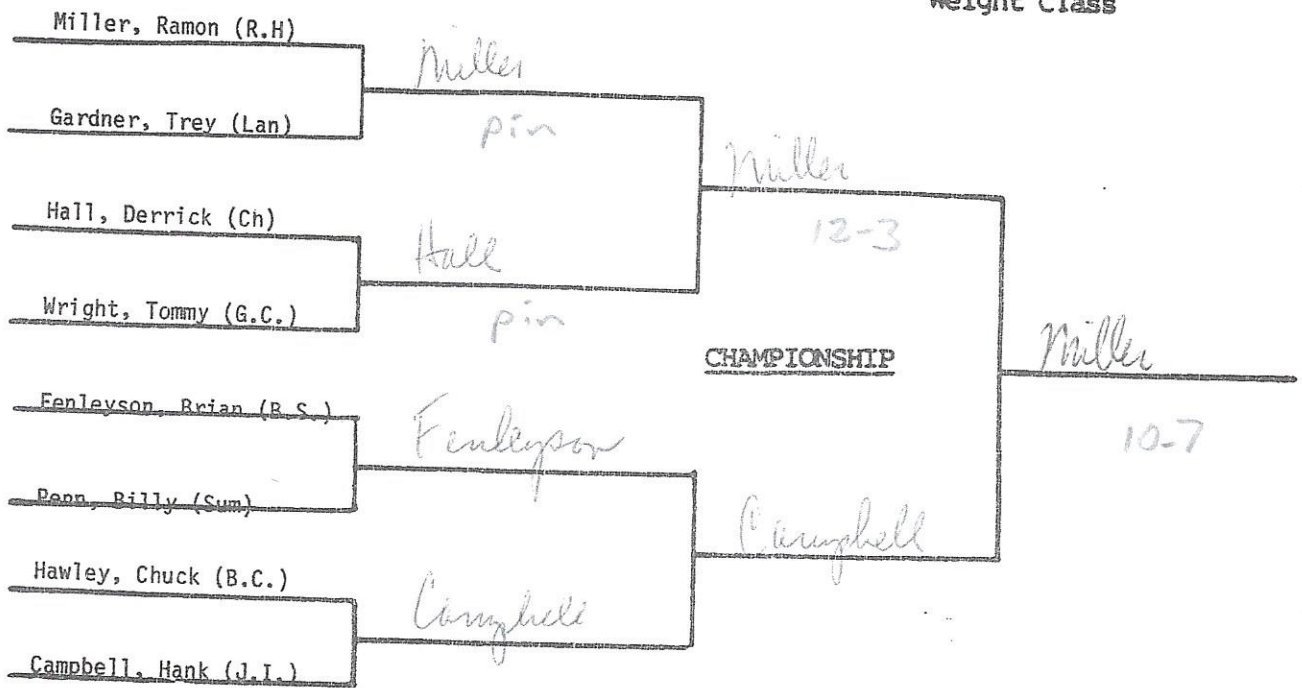 Weight Class
Miller, Ramon (R.H)
Miller
Gardner, Trey (Lan)
pin
Miller
12-3
Hall, Derrick (Ch)
Hall
Wright, Tommy (G.C.)
pin
CHAMPIONSHIP
Miller
10-7
Fenleyson, Brian (B.S.)
Fenleyson
Penn, Billy (Sum)
Campbell
Hawley, Chuck (B.C.)
Campbell
Campbell, Hank (J.I.)